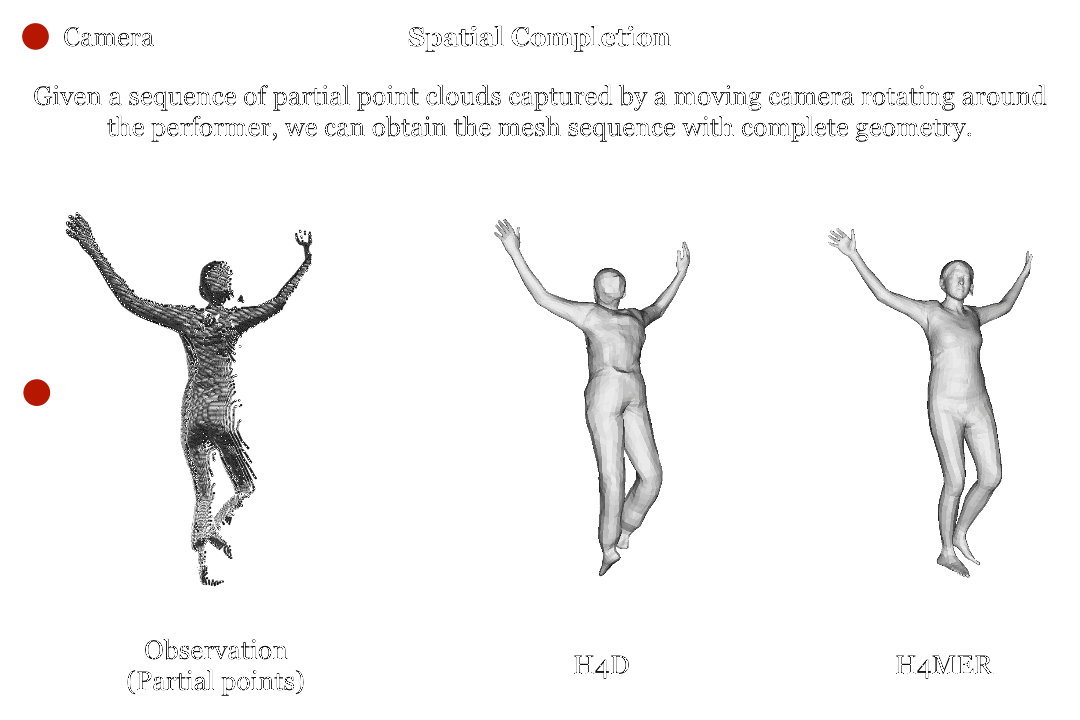 Camera
Spatial Completion
Given a sequence of partial point clouds captured by a moving camera rotating around
the performer, we can obtain the mesh sequence with complete geometry.
Observation
(Partial points)
H4D
H4MER